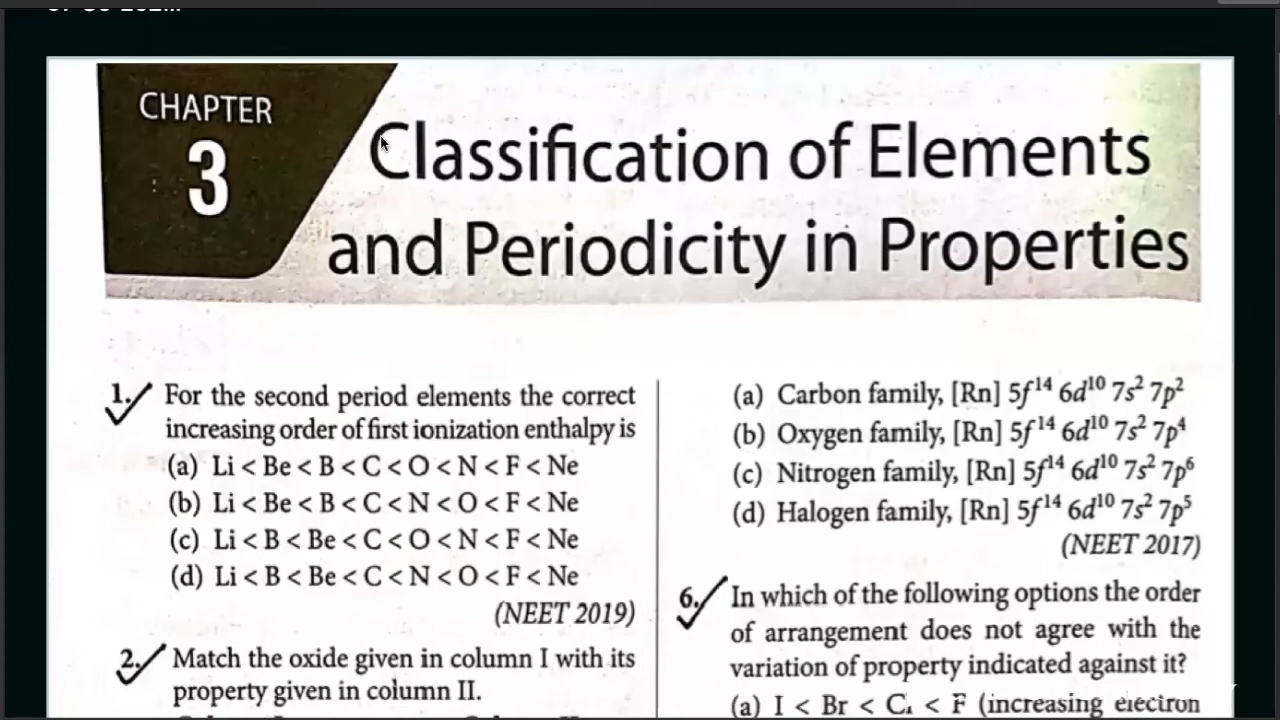 CHAPTER
3
Classification of Elements
and Periodicity in Properties
1. For the second period elements the correct
increasing order of first ionization enthalpy is
(a) Li < Be < B < C < O < N < F < Ne
(b) Li < Be < B < C < N < O < F < Ne
(c) Li < B < Be < C < O < N < F < Ne
(d) Li < B < Be < C < N < O < F < Ne
(NEET 2019)
2. Match the oxide given in column I with its
property given in column II.
(a) Carbon family, [Rn] 5f¹⁴ 6d¹⁰ 7s² 7p²
(b) Oxygen family, [Rn] 5f¹⁴ 6d¹⁰ 7s² 7p⁴
(c) Nitrogen family, [Rn] 5f¹⁴ 6d¹⁰ 7s² 7p⁶
(d) Halogen family, [Rn] 5f¹⁴ 6d¹⁰ 7s² 7p⁵
(NEET 2017)
6. In which of the following options the order
of arrangement does not agree with the
variation of property indicated against it?
(a) I < Br < < F (increasing electron